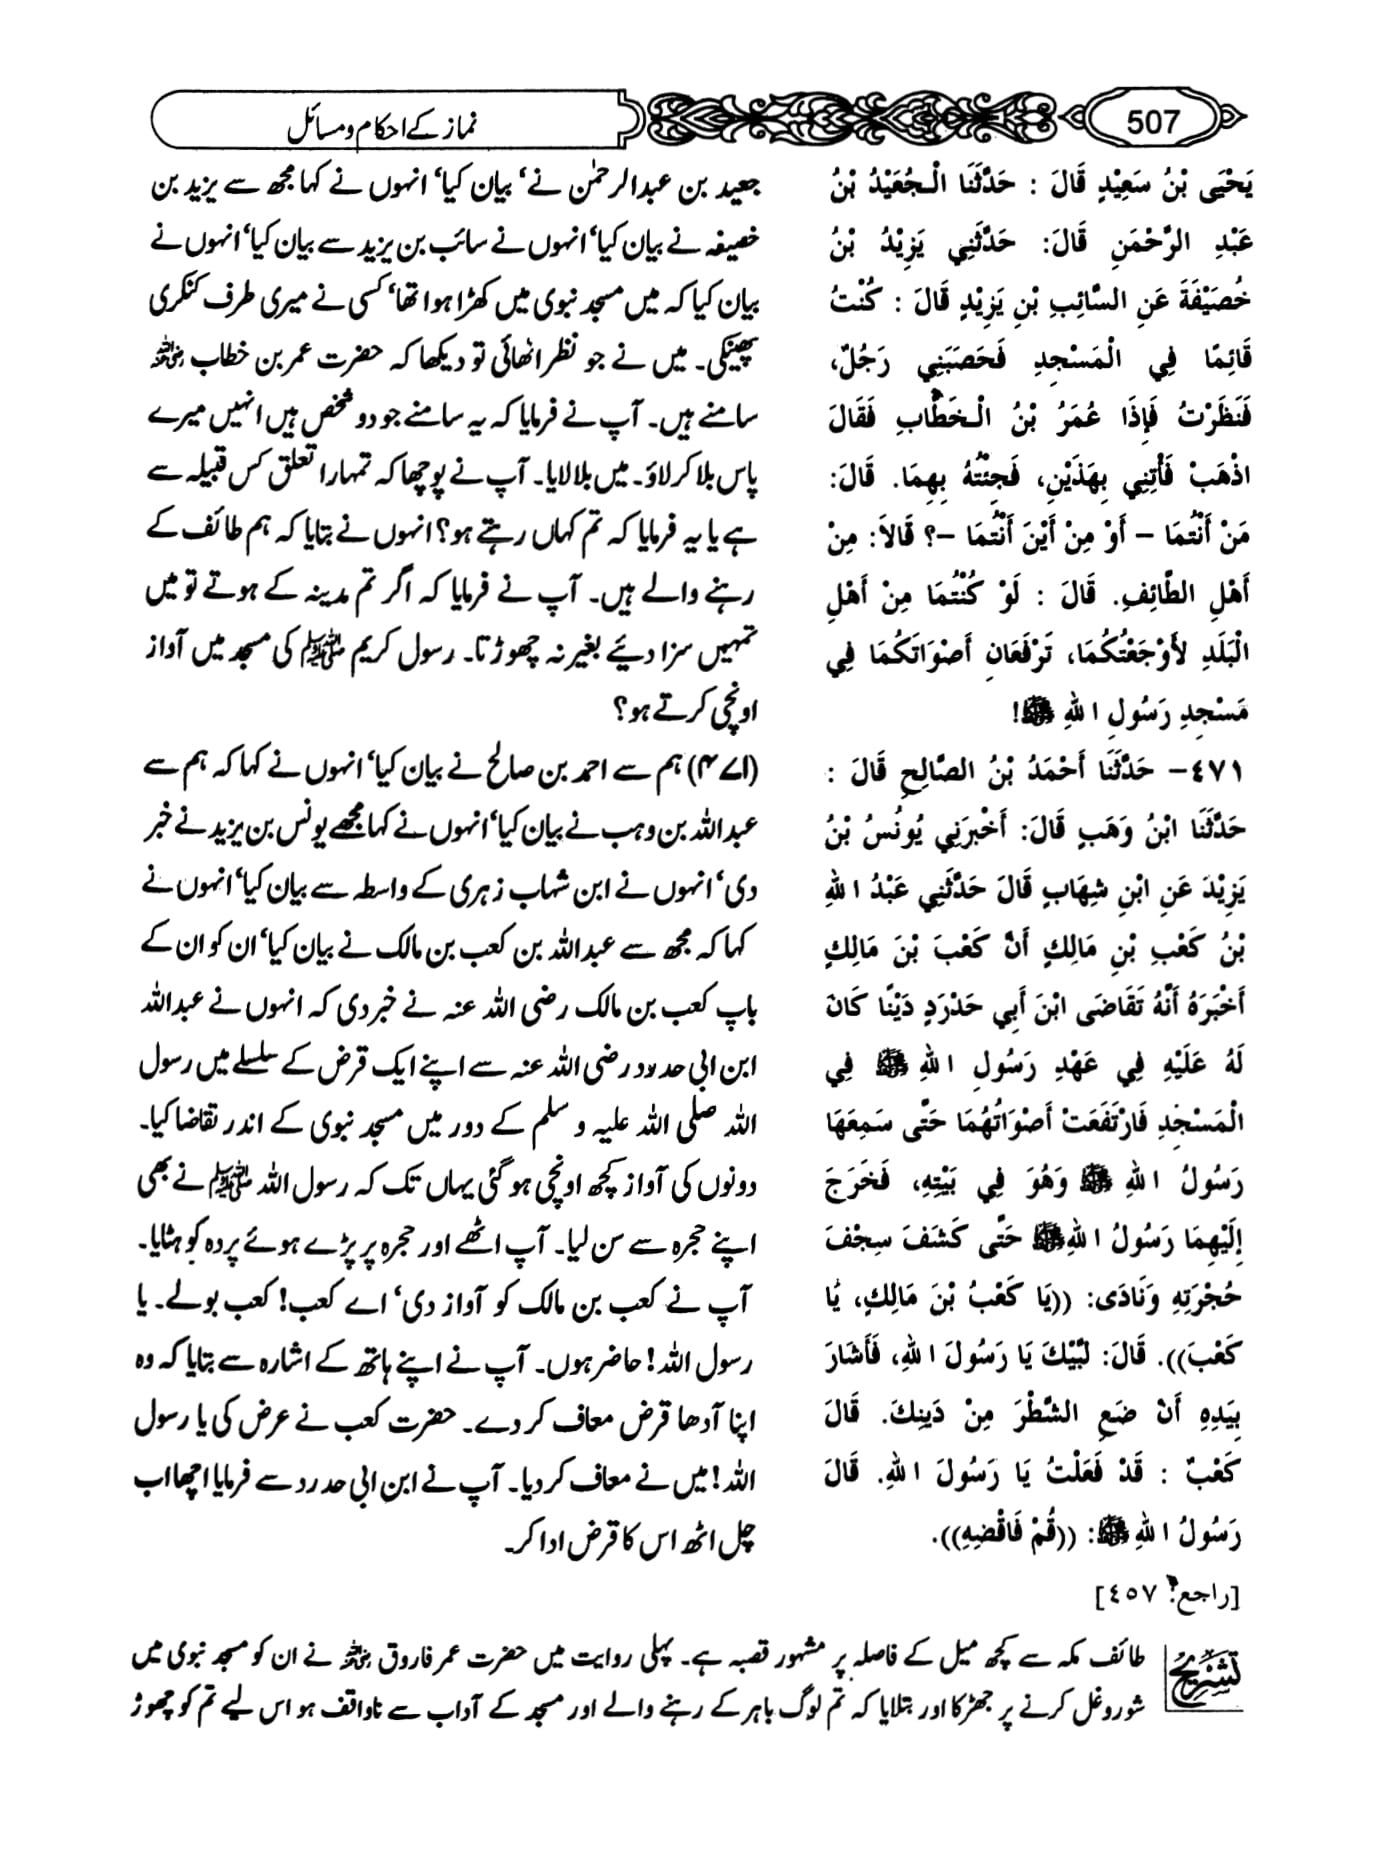 507
نماز کے احکام و مسائل
يَحْيَى بْنُ سَعِيْدٍ قَالَ : حَدَّثَنَا الْجُعَيْدُ بْنُ
عَبْدِ الرَّحْمَنِ قَالَ: حَدَّثَنِي يَزِيْدُ بْنُ
خُصَيْفَةَ عَنِ السَّائِبِ بْنِ يَزِيْدٍ قَالَ : كُنْتُ
قَائِمًا فِي الْمَسْجِدِ فَحَصَبَنِي رَجُلٌ،
فَنَظَرْتُ فَإِذَا عُمَرُ بْنُ الْخَطَّابِ فَقَالَ
اذْهَبْ فَأْتِنِي بِهَذَيْنِ، فَجِئْتُهُ بِهِمَا. قَالَ:
مَنْ أَنْتُمَا – أَوْ مِنْ أَيْنَ أَنْتُمَا –؟ قَالاَ: مِنْ
أَهْلِ الطَّائِفِ. قَالَ : لَوْ كُنْتُمَا مِنْ أَهْلِ
الْبَلَدِ لأَوْجَعْتُكُمَا، تَرْفَعَانِ أَصْوَاتَكُمَا فِي
مَسْجِدِ رَسُولِ اللهِ ﷺ!
٤٧١– حَدَّثَنَا أَحْمَدُ بْنُ الصَّالِحِ قَالَ :
حَدَّثَنَا ابْنُ وَهَبٍ قَالَ: أَخْبَرَنِي يُونُسُ بْنُ
يَزِيْدَ عَنِ ابْنِ شِهَابٍ قَالَ حَدَّثَنِي عَبْدُ اللهِ
بْنُ كَعْبِ بْنِ مَالِكٍ أَنَّ كَعْبَ بْنَ مَالِكٍ
أَخْبَرَهُ أَنَّهُ تَقَاضَى ابْنَ أَبِي حَدْرَدٍ دَيْنًا كَانَ
لَهُ عَلَيْهِ فِي عَهْدِ رَسُولِ اللهِ ﷺ فِي
الْمَسْجِدِ فَارْتَفَعَتْ أَصْوَاتُهُمَا حَتَّى سَمِعَهَا
رَسُولُ اللهِ ﷺ وَهُوَ فِي بَيْتِهِ، فَخَرَجَ
إِلَيْهِمَا رَسُولُ اللهِ ﷺ حَتَّى كَشَفَ سِجْفَ
حُجْرَتِهِ وَنَادَى: ((يَا كَعْبُ بْنَ مَالِكٍ، يَا
كَعْبَ)). قَالَ: لَبَّيْكَ يَا رَسُولَ اللهِ، فَأَشَارَ
بِيَدِهِ أَنْ ضَعِ الشَّطْرَ مِنْ دَينِكَ. قَالَ
كَعْبٌ : قَدْ فَعَلْتُ يَا رَسُولَ اللهِ. قَالَ
رَسُولُ اللهِ ﷺ: ((قُمْ فَاقْضِهِ)).
[راجع: ٤٥٧]
جعید بن عبدالرحمٰن نے‘ بیان کیا‘ انہوں نے کہا مجھ سے یزید بن
خصیفہ نے بیان کیا‘ انہوں نے سائب بن یزید سے بیان کیا‘ انہوں نے
بیان کیا کہ میں مسجد نبوی میں کھڑا ہوا تھا‘ کسی نے میری طرف کنکری
پھینکی۔ میں نے جو نظر اٹھائی تو دیکھا کہ حضرت عمر بن خطاب رضی اللہ عنہ
سامنے ہیں۔ آپ نے فرمایا کہ یہ سامنے جو دو شخص ہیں انہیں میرے
پاس بلا کر لاؤ۔ میں بلا لایا۔ آپ نے پوچھا کہ تمہارا تعلق کس قبیلہ سے
ہے یا یہ فرمایا کہ تم کہاں رہتے ہو؟ انہوں نے بتایا کہ ہم طائف کے
رہنے والے ہیں۔ آپ نے فرمایا کہ اگر تم مدینہ کے ہوتے تو میں
تمہیں سزا دیئے بغیر نہ چھوڑتا۔ رسول کریم ﷺ کی مسجد میں آواز
اونچی کرتے ہو؟
(۴۷۱) ہم سے احمد بن صالح نے بیان کیا‘ انہوں نے کہا کہ ہم سے
عبداللہ بن وہب نے بیان کیا‘ انہوں نے کہا مجھے یونس بن یزید نے خبر
دی‘ انہوں نے ابن شہاب زہری کے واسطہ سے بیان کیا‘ انہوں نے
کہا کہ مجھ سے عبداللہ بن کعب بن مالک نے بیان کیا‘ ان کو ان کے
باپ کعب بن مالک رضی اللہ عنہ نے خبر دی کہ انہوں نے عبداللہ
ابن ابی حدود رضی اللہ عنہ سے اپنے ایک قرض کے سلسلے میں رسول
اللہ صلی اللہ علیہ و سلم کے دور میں مسجد نبوی کے اندر تقاضا کیا۔
دونوں کی آواز کچھ اونچی ہو گئی یہاں تک کہ رسول اللہ ﷺ نے بھی
اپنے حجرہ سے سن لیا۔ آپ اٹھے اور حجرہ پر پڑے ہوئے پردہ کو ہٹایا۔
آپ نے کعب بن مالک کو آواز دی‘ اے کعب! کعب بولے۔ یا
رسول اللہ! حاضر ہوں۔ آپ نے اپنے ہاتھ کے اشارہ سے بتایا کہ وہ
اپنا آدھا قرض معاف کر دے۔ حضرت کعب نے عرض کی یا رسول
اللہ! میں نے معاف کر دیا۔ آپ نے ابن ابی حدرد سے فرمایا اچھا اب
چل اٹھ اس کا قرض ادا کر۔
تشریح
طائف مکہ سے کچھ میل کے فاصلہ پر مشہور قصبہ ہے۔ پہلی روایت میں حضرت عمر فاروق رضی اللہ عنہ نے ان کو مسجد نبوی میں
شوروغل کرنے پر جھڑکا اور بتلایا کہ تم لوگ باہر کے رہنے والے اور مسجد کے آداب سے ناواقف ہو اس لیے تم کو چھوڑ